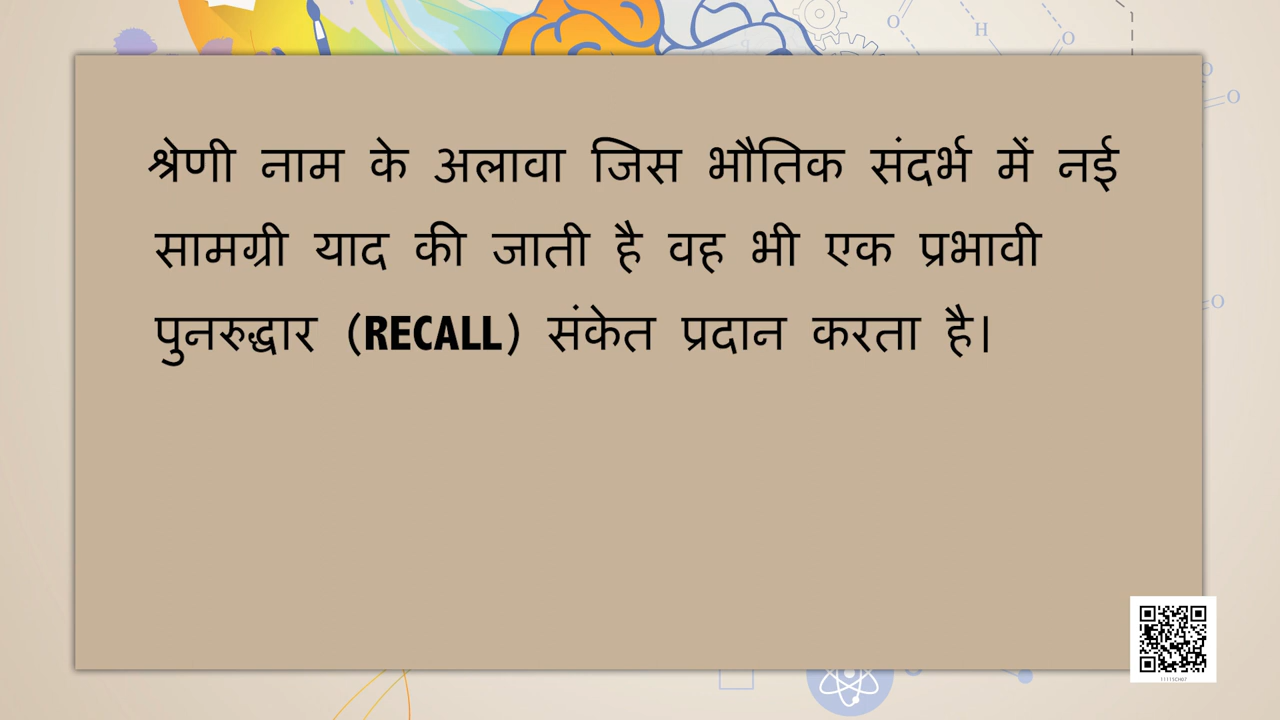 श्रेणी नाम के अलावा जिस भौतिक संदर्भ में नई
सामग्री याद की जाती है वह भी एक प्रभावी
पुनरुद्धार (RECALL) संकेत प्रदान करता है।
O
H
O
O
O
O